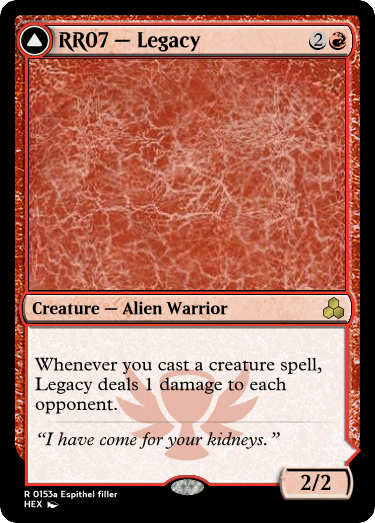 RR07 — Legacy 2
Creature — Alien Warrior
Whenever you cast a creature spell,
Legacy deals 1 damage to each
opponent.
“I have come for your kidneys.”
2/2
R 0153a Espithel filler
HEX